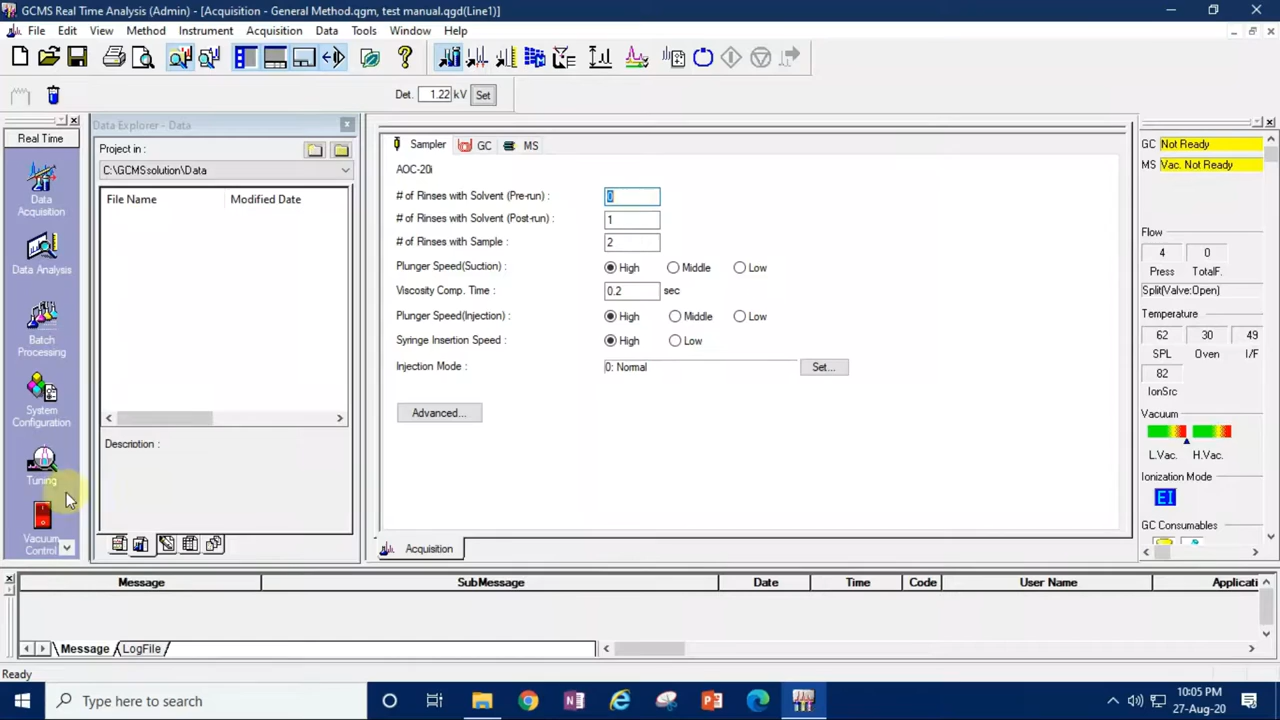 GCMS Real Time Analysis (Admin) - [Acquisition - General Method.qgm, test manual.qgd(Line1)]
File Edit View Method Instrument Acquisition Data Tools Window Help
Det. 1.22 kV Set
Real Time
Data Acquisition
Data Analysis
Batch Processing
System Configuration
Tuning
Vacuum Control
Data Explorer - Data
Project in :
C:\GCMSsolution\Data
File Name Modified Date
Description :
Sampler GC MS
AOC-20i
# of Rinses with Solvent (Pre-run) : 0
# of Rinses with Solvent (Post-run) : 1
# of Rinses with Sample : 2
Plunger Speed(Suction) : High Middle Low
Viscosity Comp. Time : 0.2 sec
Plunger Speed(Injection) : High Middle Low
Syringe Insertion Speed : High Low
Injection Mode : 0: Normal Set...
Advanced...
Acquisition
GC Not Ready
MS Vac. Not Ready
Flow
4 0
Press TotalF.
Split(Valve:Open)
Temperature
62 30 49
SPL Oven I/F
82
IonSrc
Vacuum
L.Vac. H.Vac.
Ionization Mode
EI
GC Consumables
Message SubMessage Date Time Code User Name Applicati
Message LogFile
Ready
Type here to search
10:05 PM
27-Aug-20